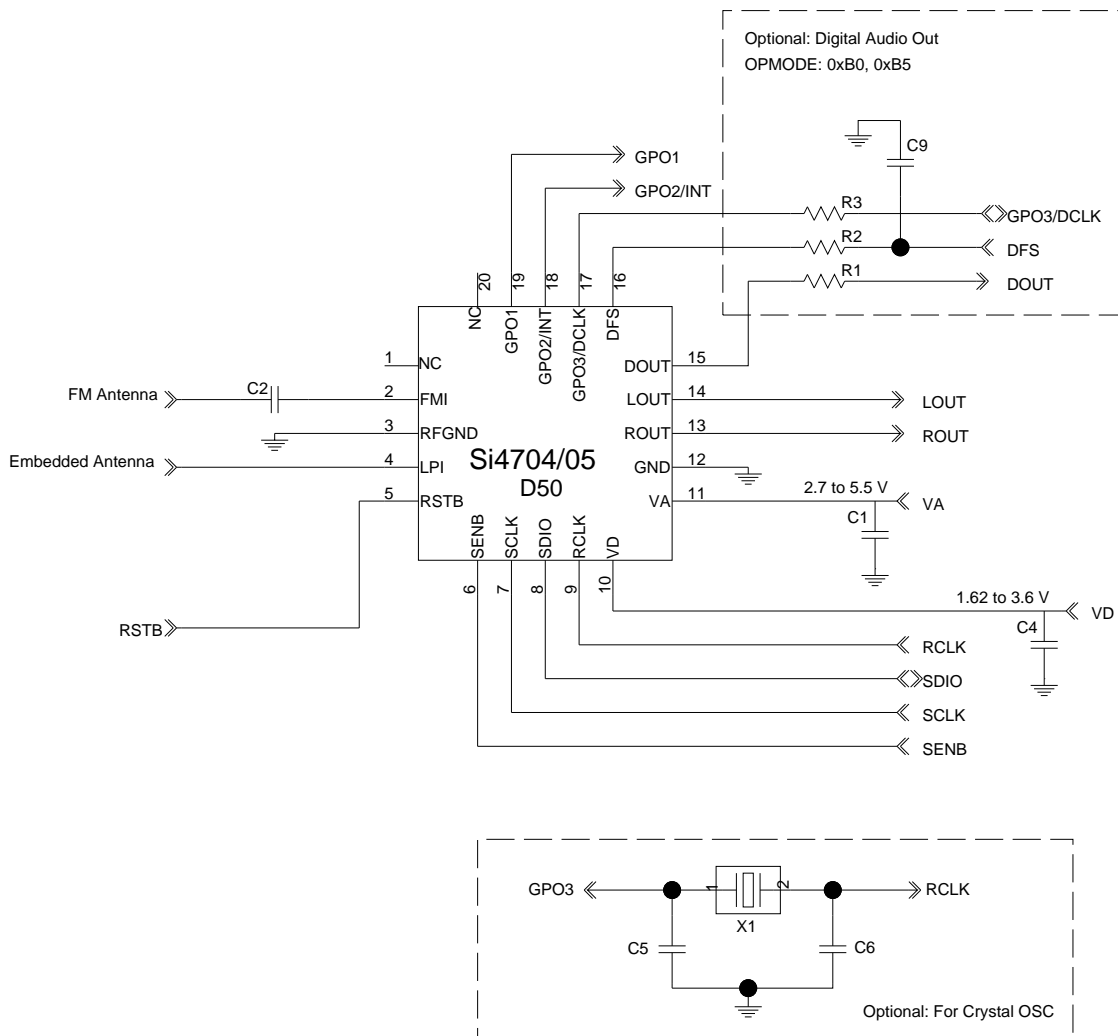 Optional: Digital Audio Out
OPMODE: 0xB0, 0xB5
C9
GPO1
GPO2/INT
R3
GPO3/DCLK
R2
DFS
R1
DOUT
20
19
18
17
16
NC
GPO1
GPO2/INT
GPO3/DCLK
DFS
1
NC
DOUT
15
FM Antenna
C2
2
FMI
LOUT
14
LOUT
3
RFGND
ROUT
13
ROUT
Embedded Antenna
4
LPI
Si4704/05
D50
GND
12
5
RSTB
VA
11
2.7 to 5.5 V
VA
C1
SENB
SCLK
SDIO
RCLK
VD
6
7
8
9
10
1.62 to 3.6 V
VD
C4
RSTB
RCLK
SDIO
SCLK
SENB
GPO3
1
2
RCLK
X1
C5
C6
Optional: For Crystal OSC